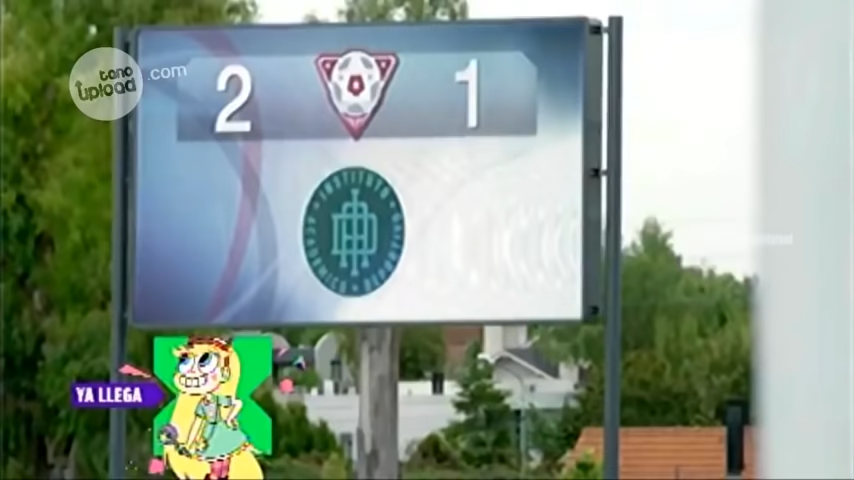 tano
upload .com
2 1
INSTITUTO
ACADEMICO DEPORTIVO
YA LLEGA